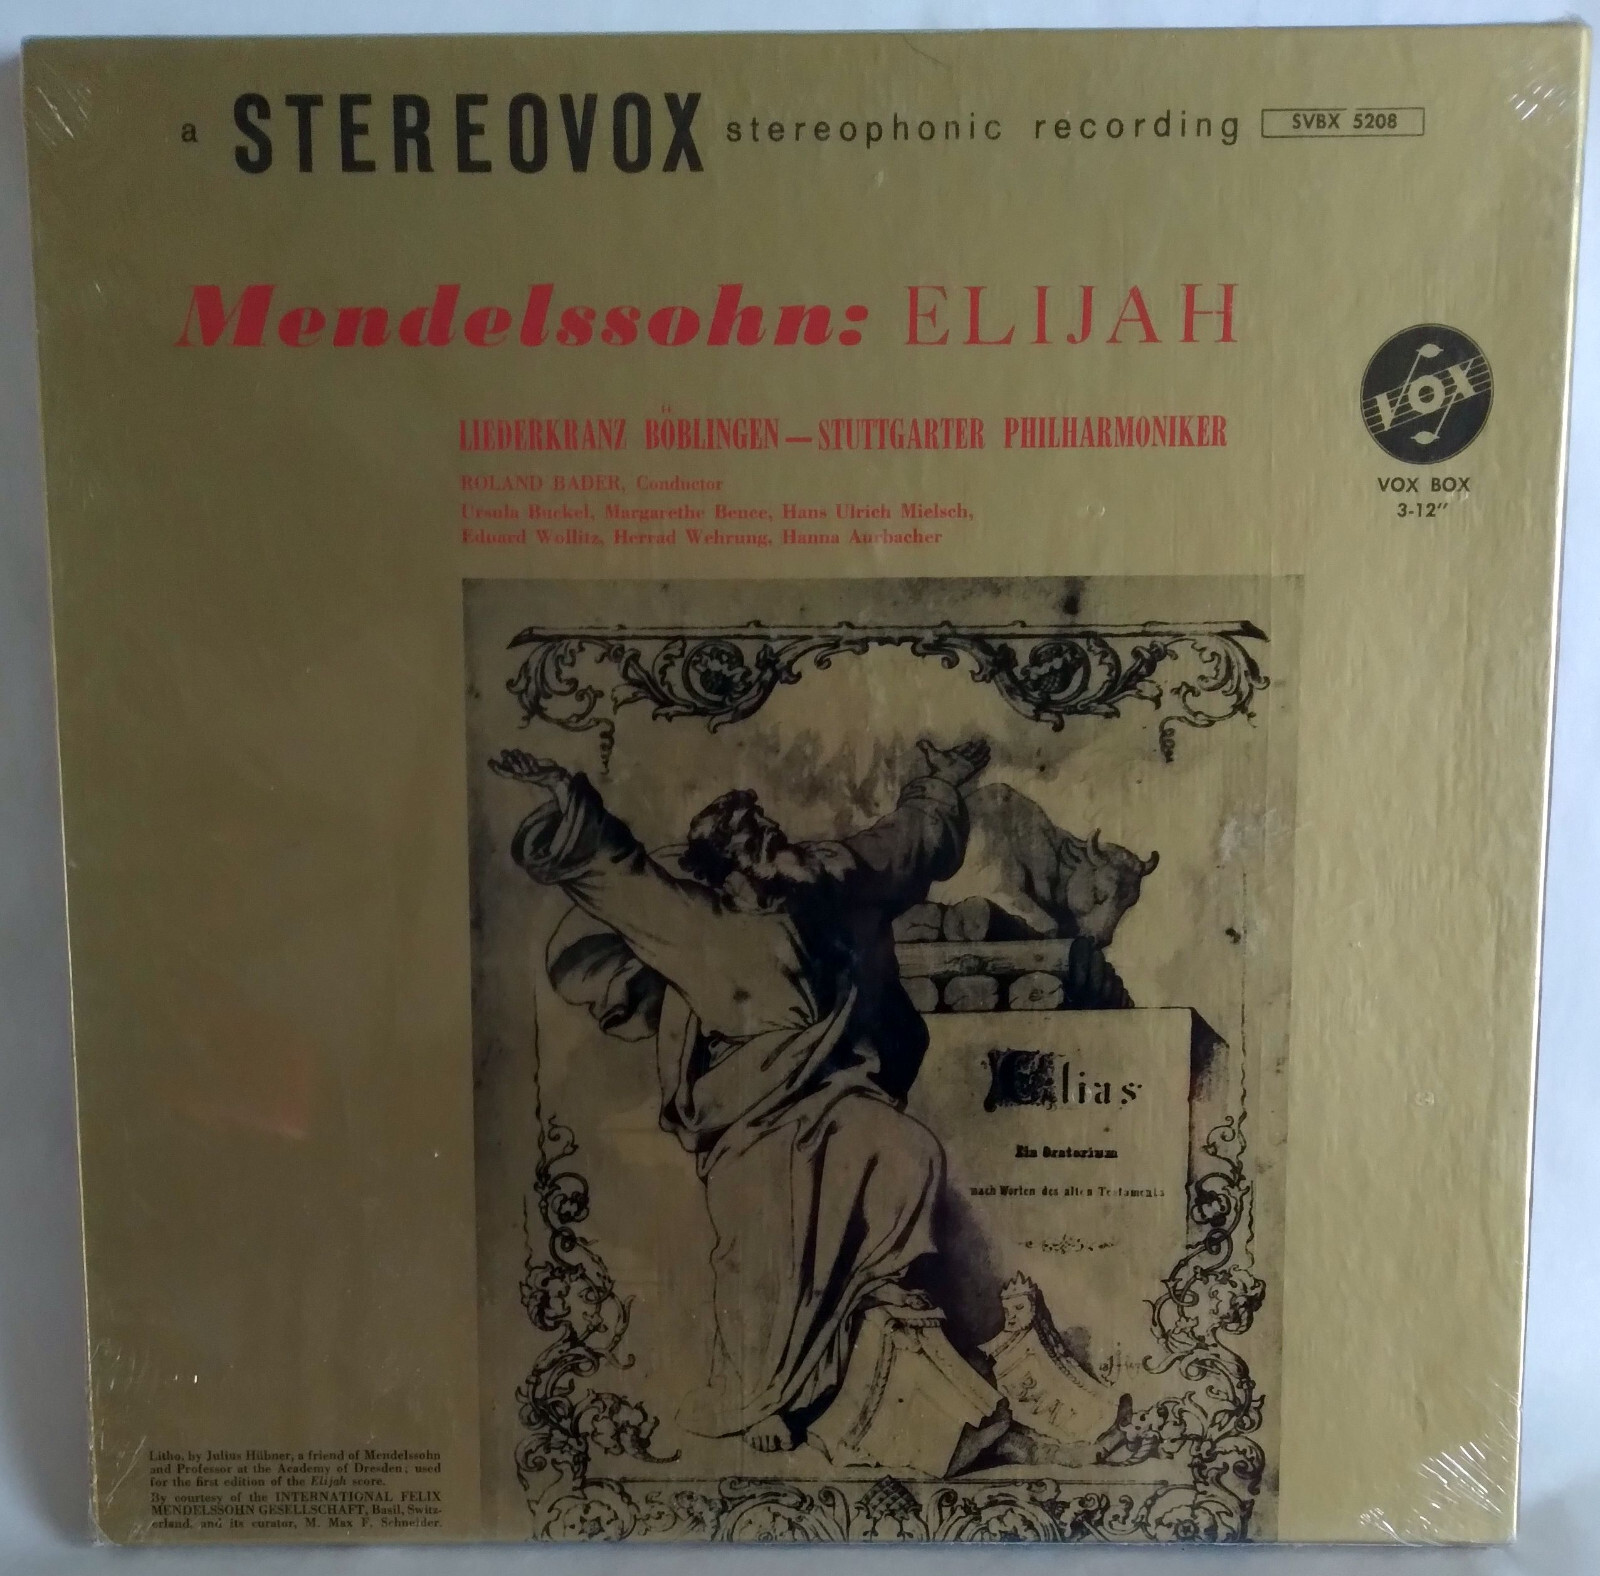 a STEREOVOX stereophonic recording SVBX 5208
Mendelssohn: ELIJAH
LIEDERKRANZ BÖBLINGEN — STUTTGARTER PHILHARMONIKER
ROLAND BADER, Conductor
Ursula Buckel, Margarethe Bence, Hans Ulrich Mielsch,
Eduard Wollitz, Herrad Wehrung, Hanna Aurbacher
VOX
VOX BOX
3-12"
Elias
Ein Oratorium
nach Worten des alten Testaments
BAAL
Litho. by Julius Hübner, a friend of Mendelssohn
and Professor at the Academy of Dresden; used
for the first edition of the Elijah score.
By courtesy of the INTERNATIONAL FELIX
MENDELSSOHN GESELLSCHAFT, Basil, Switz-
erland, and its curator, M. Max F. Schneider.